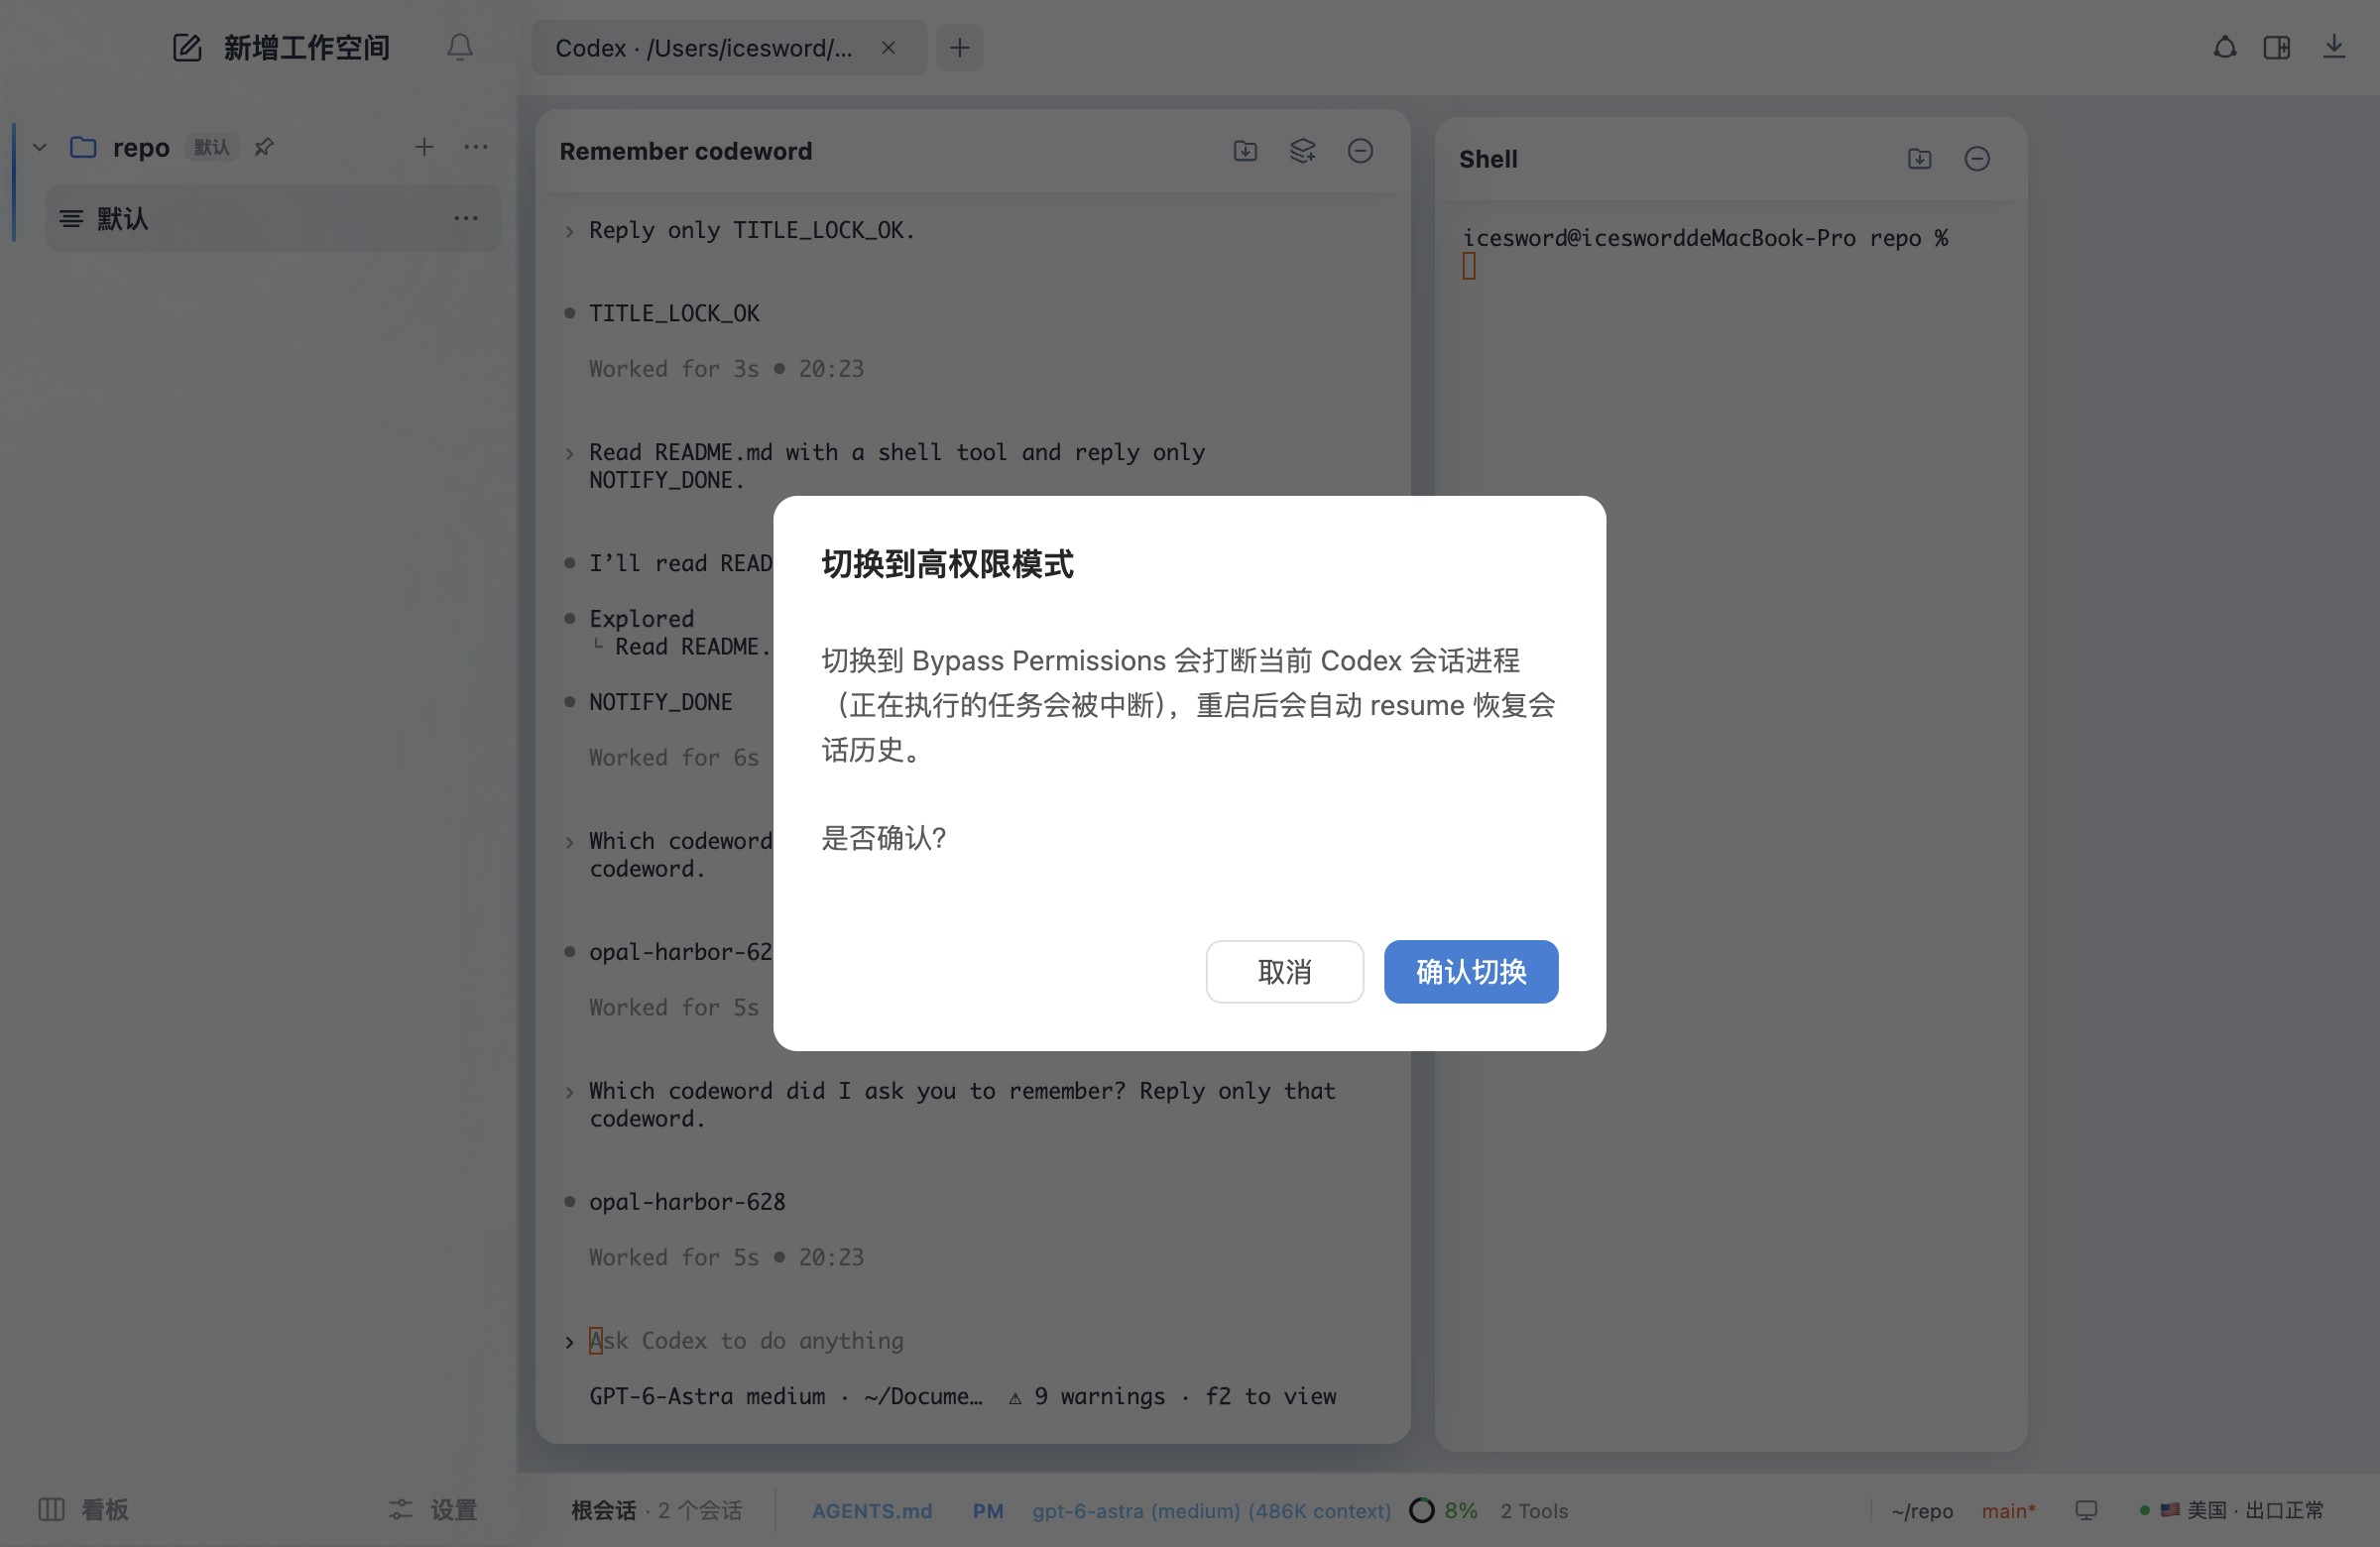 新增工作空间
Codex · /Users/icesword/...
repo 默认
默认
Remember codeword
› Reply only TITLE_LOCK_OK.
• TITLE_LOCK_OK
Worked for 3s • 20:23
› Read README.md with a shell tool and reply only
NOTIFY_DONE.
• I’ll read READ
• Explored
└ Read README.
• NOTIFY_DONE
Worked for 6s
› Which codeword
codeword.
• opal-harbor-62
Worked for 5s
› Which codeword did I ask you to remember? Reply only that
codeword.
• opal-harbor-628
Worked for 5s • 20:23
› Ask Codex to do anything
GPT-6-Astra medium · ~/Docume… ⚠ 9 warnings · f2 to view
Shell
icesword@icesworddeMacBook-Pro repo %
切换到高权限模式
切换到 Bypass Permissions 会打断当前 Codex 会话进程
（正在执行的任务会被中断），重启后会自动 resume 恢复会
话历史。
是否确认？
取消
确认切换
看板
设置
根会话 · 2 个会话
AGENTS.md
PM
gpt-6-astra (medium) (486K context)
8%
2 Tools
~/repo
main*
美国 · 出口正常